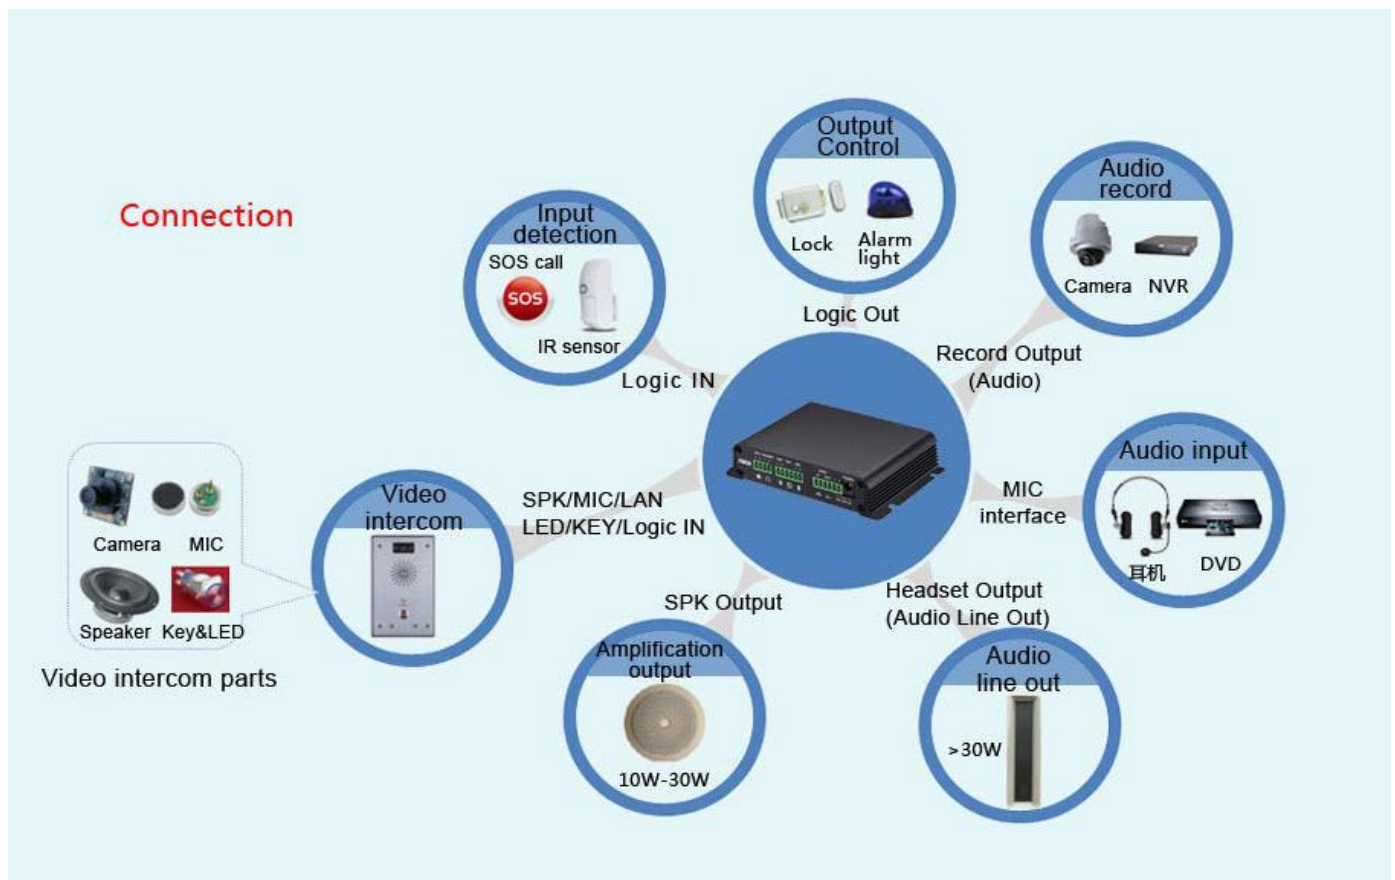 Connection
Output
Control
Lock
Alarm
light
Logic Out
Audio
record
Camera
NVR
Record Output
(Audio)
Input
detection
SOS call
SOS
IR sensor
Logic IN
Audio input
耳机
DVD
MIC
interface
Video
intercom
SPK/MIC/LAN
LED/KEY/Logic IN
Camera
MIC
Speaker
Key&LED
Video intercom parts
SPK Output
Amplification
output
10W-30W
Headset Output
(Audio Line Out)
Audio
line out
>30W